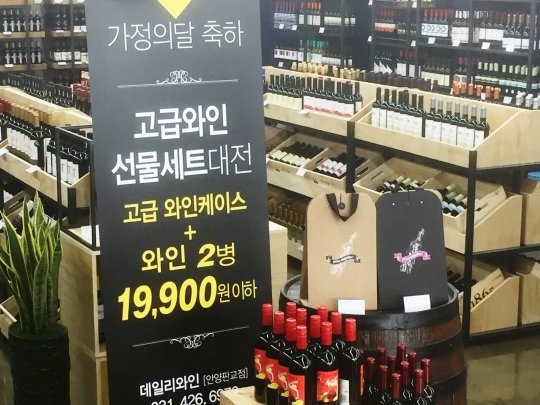 가정의달 축하
고급와인
선물세트대전
고급 와인케이스
+
와인 2병
19,900원이하
데일리와인 [안양판교점]